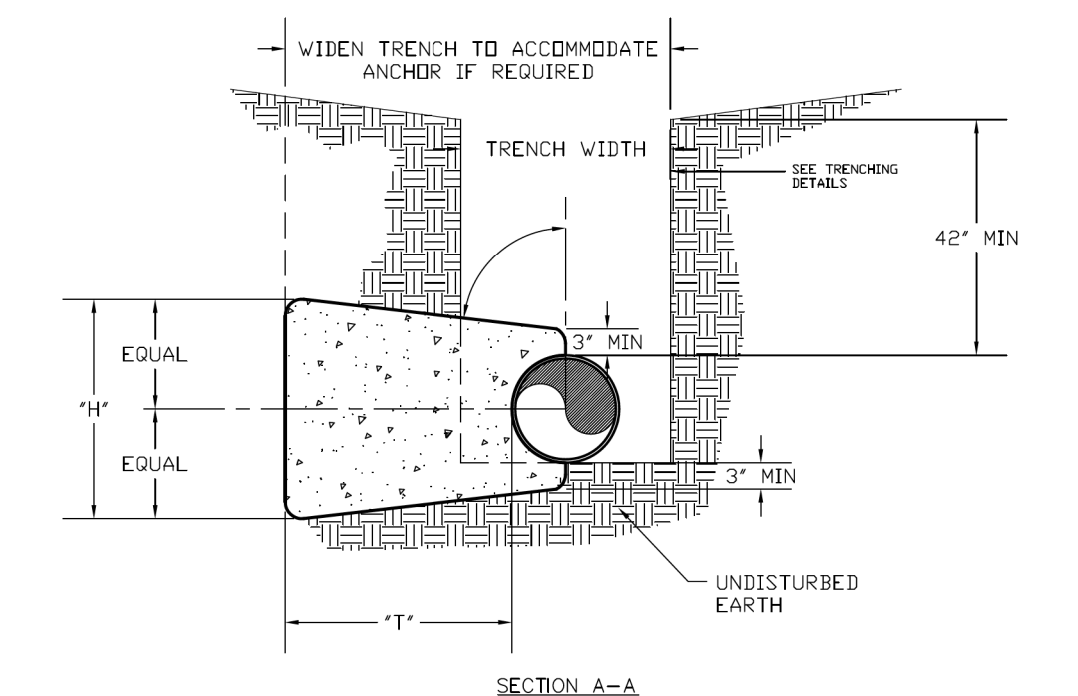 WIDEN TRENCH TO ACCOMMODATE
ANCHOR IF REQUIRED
TRENCH WIDTH
SEE TRENCHING
DETAILS
42" MIN
3" MIN
EQUAL
"H"
EQUAL
3" MIN
UNDISTURBED
EARTH
"T"
SECTION A-A